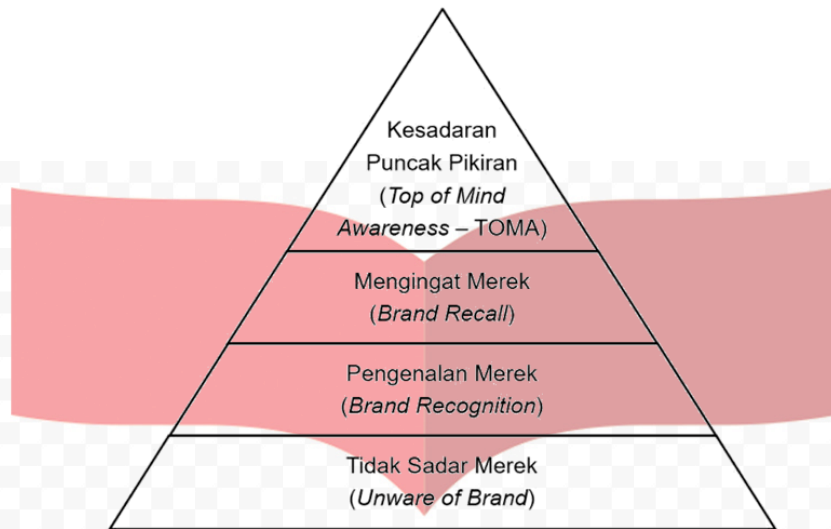 Kesadaran
Puncak Pikiran
(Top of Mind
Awareness – TOMA)
Mengingat Merek
(Brand Recall)
Pengenalan Merek
(Brand Recognition)
Tidak Sadar Merek
(Unware of Brand)